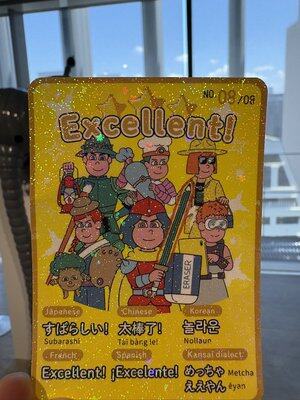 NO. 08/09
Excellent!
ERASER
Japanese Chinese Korean
すばらしい! 太棒了! 놀라운
Subarashi Tài bàng le! Nollaun
French Spanish Kansai dialect
Excellent! ¡Excelente! めっちゃ Metcha
ええやん ēyan